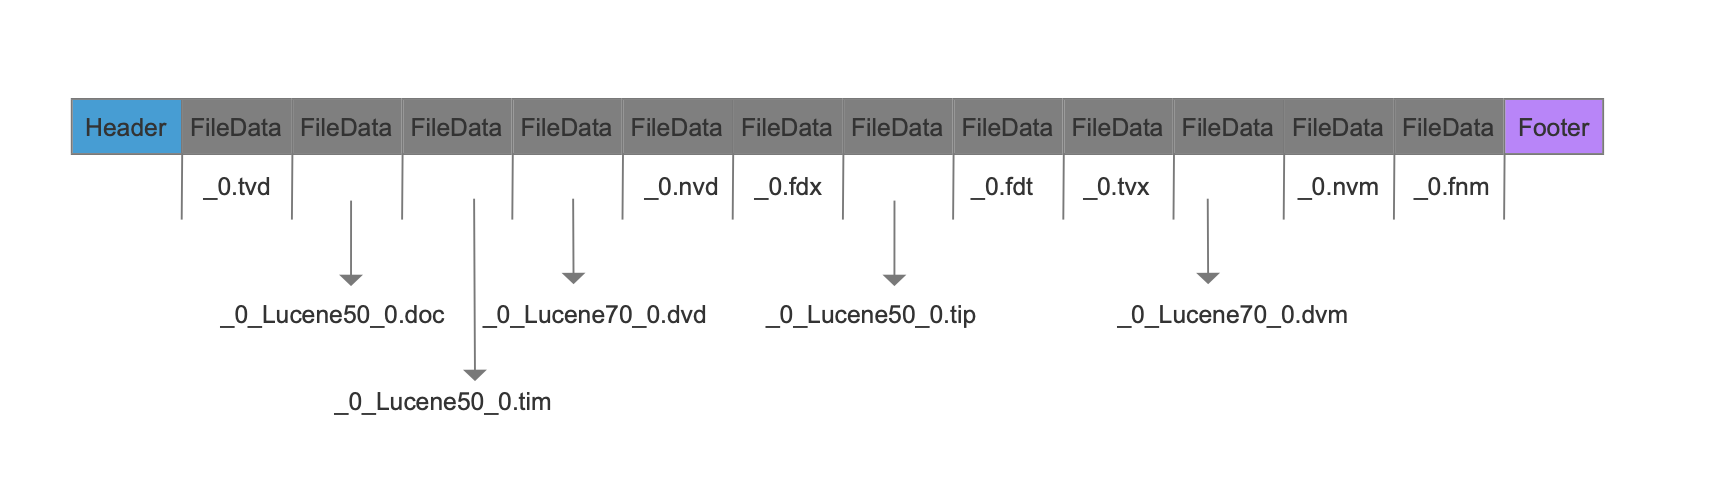 Header FileData FileData FileData FileData FileData FileData FileData FileData FileData FileData FileData FileData Footer
_0.tvd _0.nvd _0.fdx _0.fdt _0.tvx _0.nvm _0.fnm
_0_Lucene50_0.doc _0_Lucene70_0.dvd _0_Lucene50_0.tip _0_Lucene70_0.dvm
_0_Lucene50_0.tim